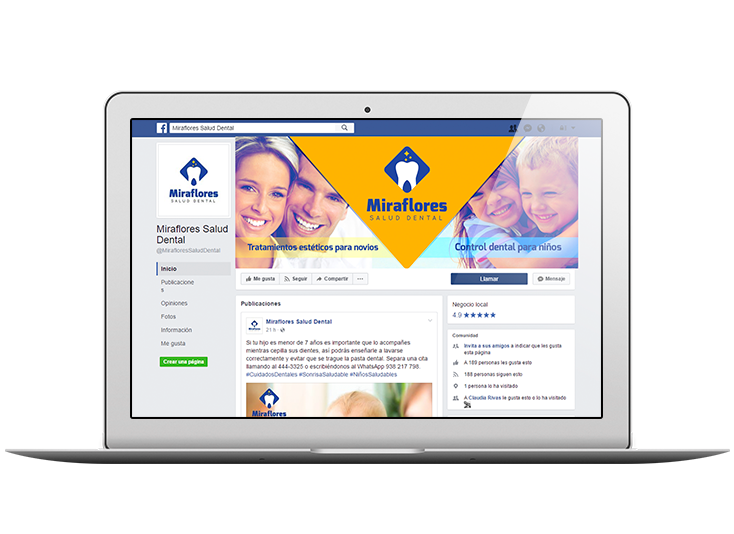 Miraflores Salud Dental
Miraflores
SALUD DENTAL
Miraflores Salud
Dental
@MirafloresSaludDental
Inicio
Publicacione
s
Opiniones
Fotos
Información
Me gusta
Crear una página
Miraflores
SALUD DENTAL
Tratamientos estéticos para novios
Control dental para niños
Me gusta
Seguir
Compartir
Llamar
Mensaje
Publicaciones
Miraflores Salud Dental
21 h
Si tu hijo es menor de 7 años es importante que lo acompañes
mientras cepilla sus dientes, así podrás enseñarle a lavarse
correctamente y evitar que se trague la pasta dental. Separa una cita
llamando al 444-3325 o escribiéndonos al WhatsApp 938 217 798.
#CuidadosDentales #SonrisaSaludable #NiñosSaludables
Miraflores
Negocio local
4.9 ★★★★★
Comunidad
Invita a sus amigos a indicar que les gusta
esta página
A 189 personas les gusta esto
188 personas siguen esto
1 persona lo ha visitado
A Claudia Rivas le gusta esto o lo ha visitado